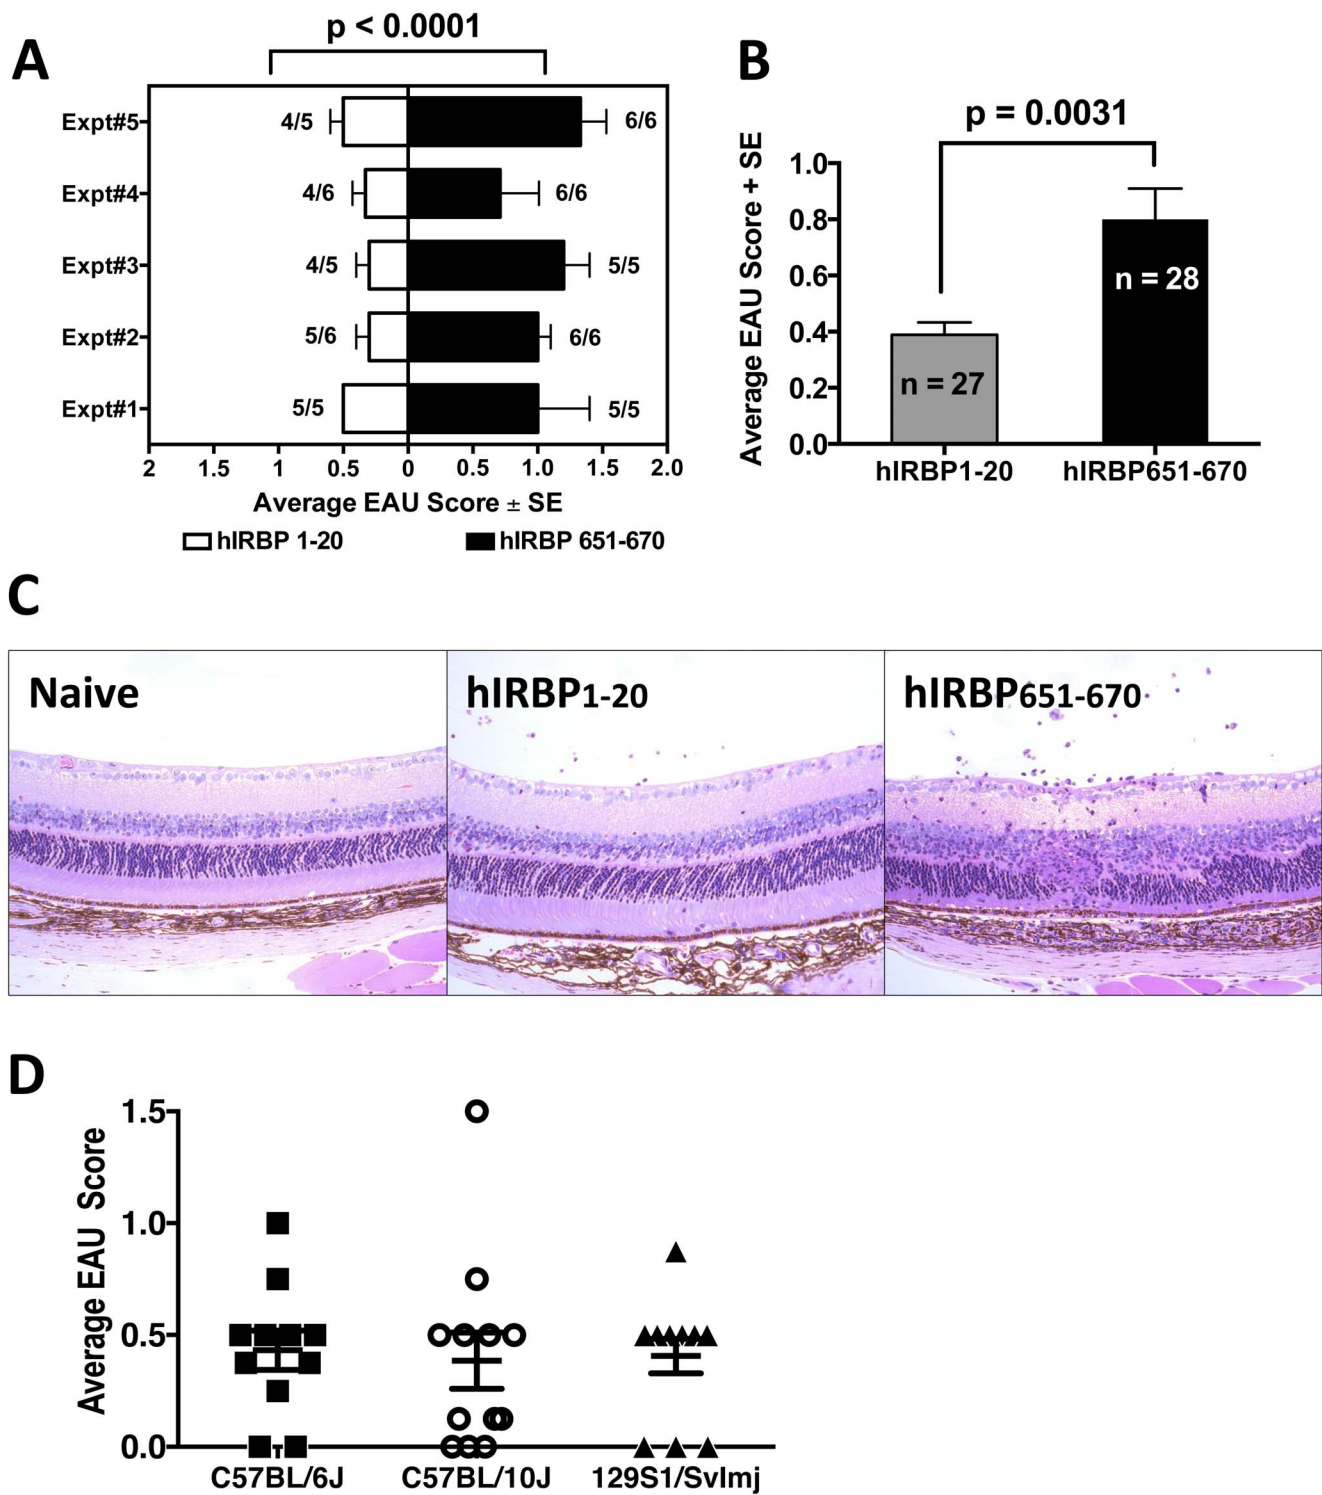 A
p < 0.0001
Expt#5
4/5
6/6
Expt#4
4/6
6/6
Expt#3
4/5
5/5
Expt#2
5/6
6/6
Expt#1
5/5
5/5
2 1.5 1 0.5 0 0.5 1.0 1.5 2.0
Average EAU Score ± SE
hIRBP 1-20
hIRBP 651-670
B
p = 0.0031
Average EAU Score + SE
1.0
0.8
0.6
0.4
0.2
0.0
n = 27
n = 28
hIRBP1-20
hIRBP651-670
C
Naive
hIRBP1-20
hIRBP651-670
D
Average EAU Score
1.5
1.0
0.5
0.0
C57BL/6J
C57BL/10J
129S1/SvImj